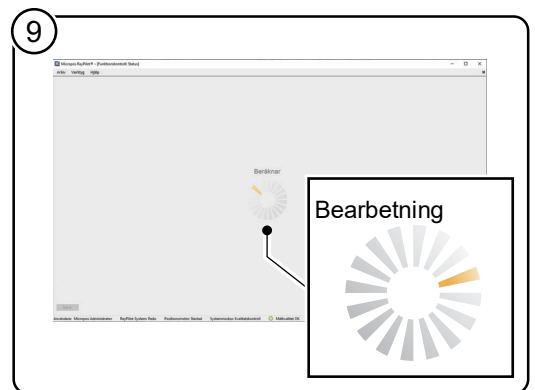 9
Micropos RayPilot® - [Funktionskontroll Status]
Arkiv Verktyg Hjälp
Beräknar
Bearbetning
Användare: Micropos Administrator RayPilot System: Redo Positionsmotor: Startad Systemmodus: Kvalitetskontroll Mätkvalitet: OK